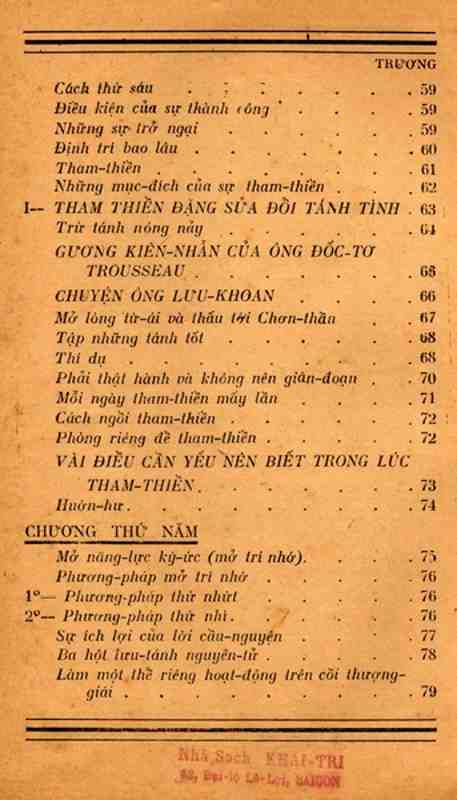 TRƯƠNG
Cách thứ sáu . . . . . . 59
Điều kiện của sự thành công . . . . 59
Những sự trở ngại . . . . . 59
Định trí bao lâu . . . . . . 60
Tham-thiền . . . . . . . 61
Những mục-đích của sự tham-thiền . . . 62
I— THAM THIỀN ĐẶNG SỬA ĐỔI TÁNH TÌNH . 63
Trừ tánh nóng nảy . . . . . 64
GƯƠNG KIÊN-NHẪN CỦA ÔNG ĐỐC-TƠ
TROUSSEAU . . . . . . 65
CHUYỆN ÔNG LƯU-KHOAN . . . . 66
Mở lòng từ-ái và thấu tới Chơn-thần . . 67
Tập những tánh tốt . . . . . 68
Thí dụ . . . . . . . . 68
Phải thật hành và không nên giân-đoạn . . 70
Mỗi ngày tham-thiền mấy lần . . . . 71
Cách ngồi tham-thiền . . . . . 72
Phòng riêng để tham-thiền . . . . . 72
VÀI ĐIỀU CẦN YẾU NÊN BIẾT TRONG LÚC
THAM-THIỀN . . . . . . 73
Huờn-hư . . . . . . . . 74
CHƯƠNG THỨ NĂM
Mở năng-lực ký-ức (mở trí nhớ) . . . . 75
Phương-pháp mở trí nhớ . . . . 76
1º— Phương-pháp thứ nhứt . . . . 76
2º— Phương-pháp thứ nhì . . . . . 76
Sự ích lợi của lời cầu-nguyện . . . . 77
Ba hột lưu-tánh nguyên-tử . . . . . 78
Làm một thể riêng hoạt-động trên cõi thượng-
giái . . . . . . . . 79
Nhà Sách KHAI-TRI
62, Đại-lộ Lê-Lợi, SAIGON